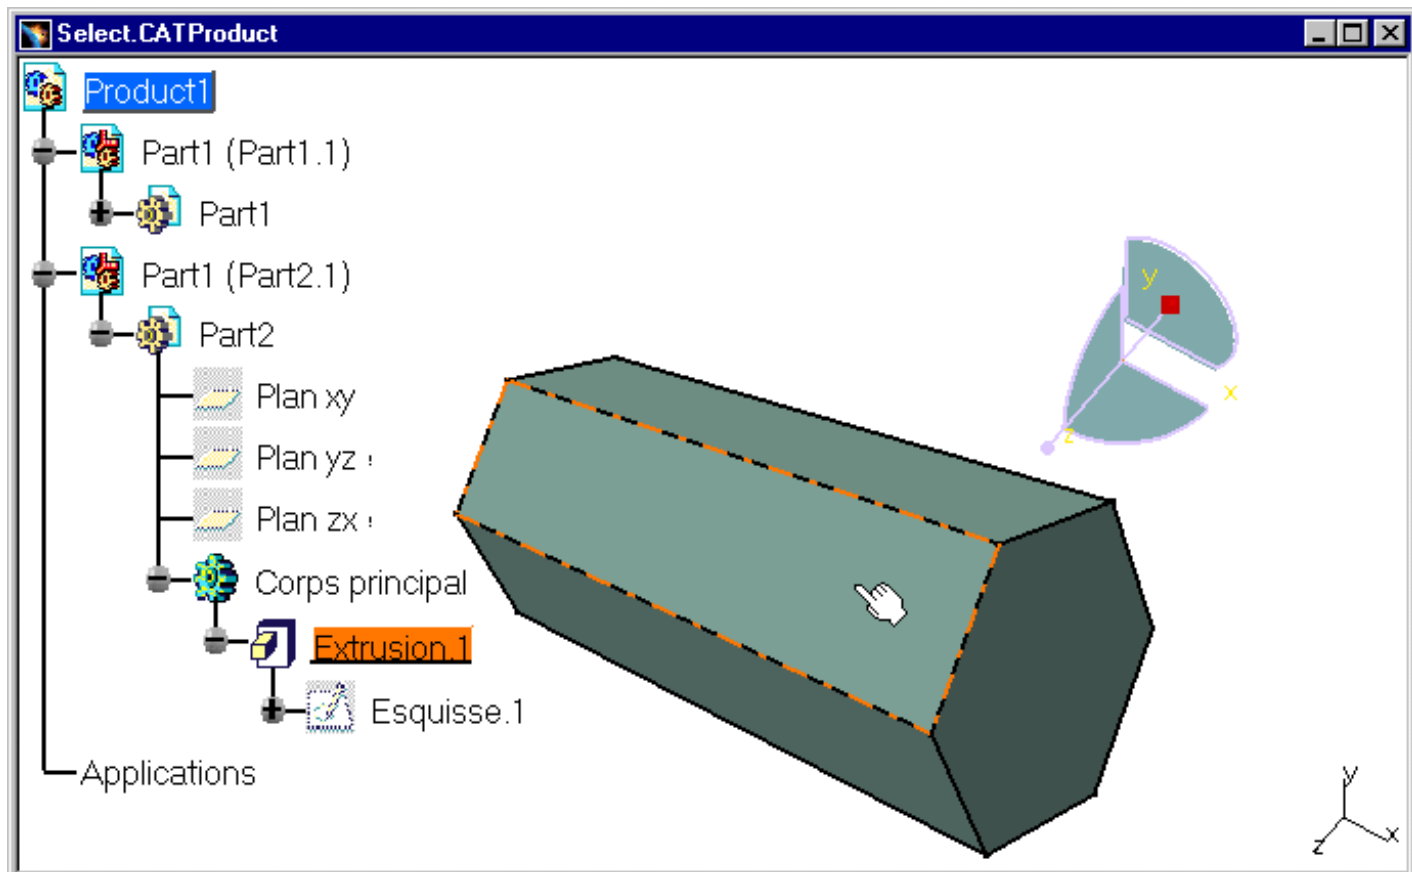 Select.CATProduct
Product1
Part1 (Part1.1)
Part1
Part1 (Part2.1)
Part2
Plan xy
Plan yz
Plan zx
Corps principal
Extrusion.1
Esquisse.1
Applications
y
x
z
y
x
z